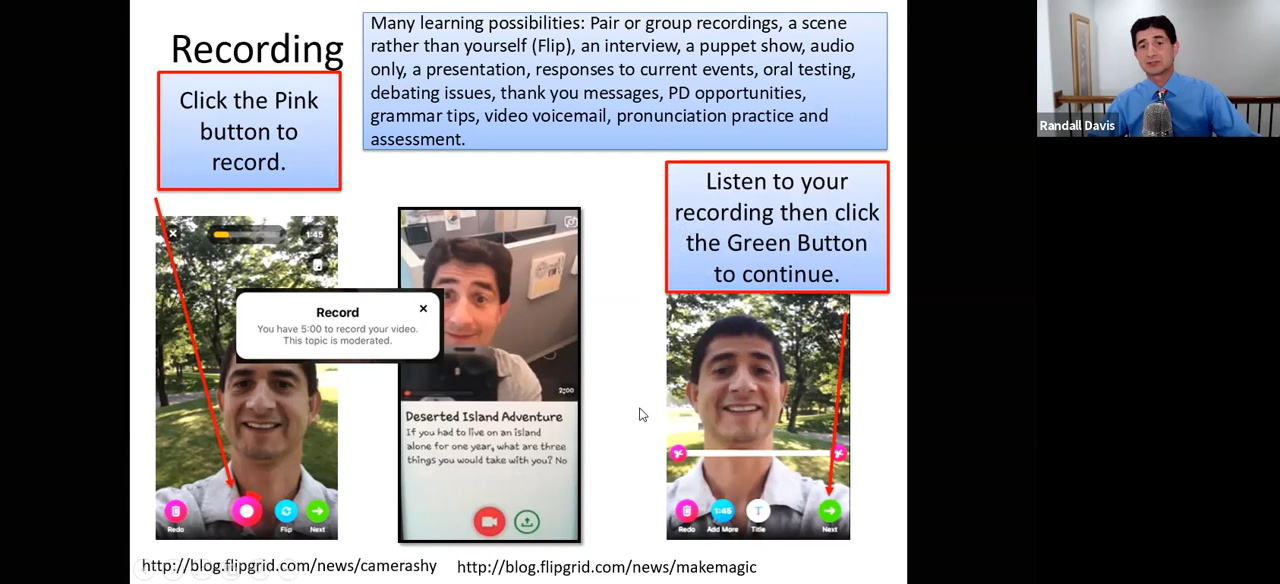 Recording
Many learning possibilities: Pair or group recordings, a scene
rather than yourself (Flip), an interview, a puppet show, audio
only, a presentation, responses to current events, oral testing,
debating issues, thank you messages, PD opportunities,
grammar tips, video voicemail, pronunciation practice and
assessment.
Randall Davis
Click the Pink
button to
record.
Listen to your
recording then click
the Green Button
to continue.
1:45
Record
You have 5:00 to record your video.
This topic is moderated.
2:00
Deserted Island Adventure
If you had to live on an island
alone for one year, what are three
things you would take with you? No
Redo
Flip
Next
1:45
Redo
Add More
T
Title
Next
http://blog.flipgrid.com/news/camerashy
http://blog.flipgrid.com/news/makemagic